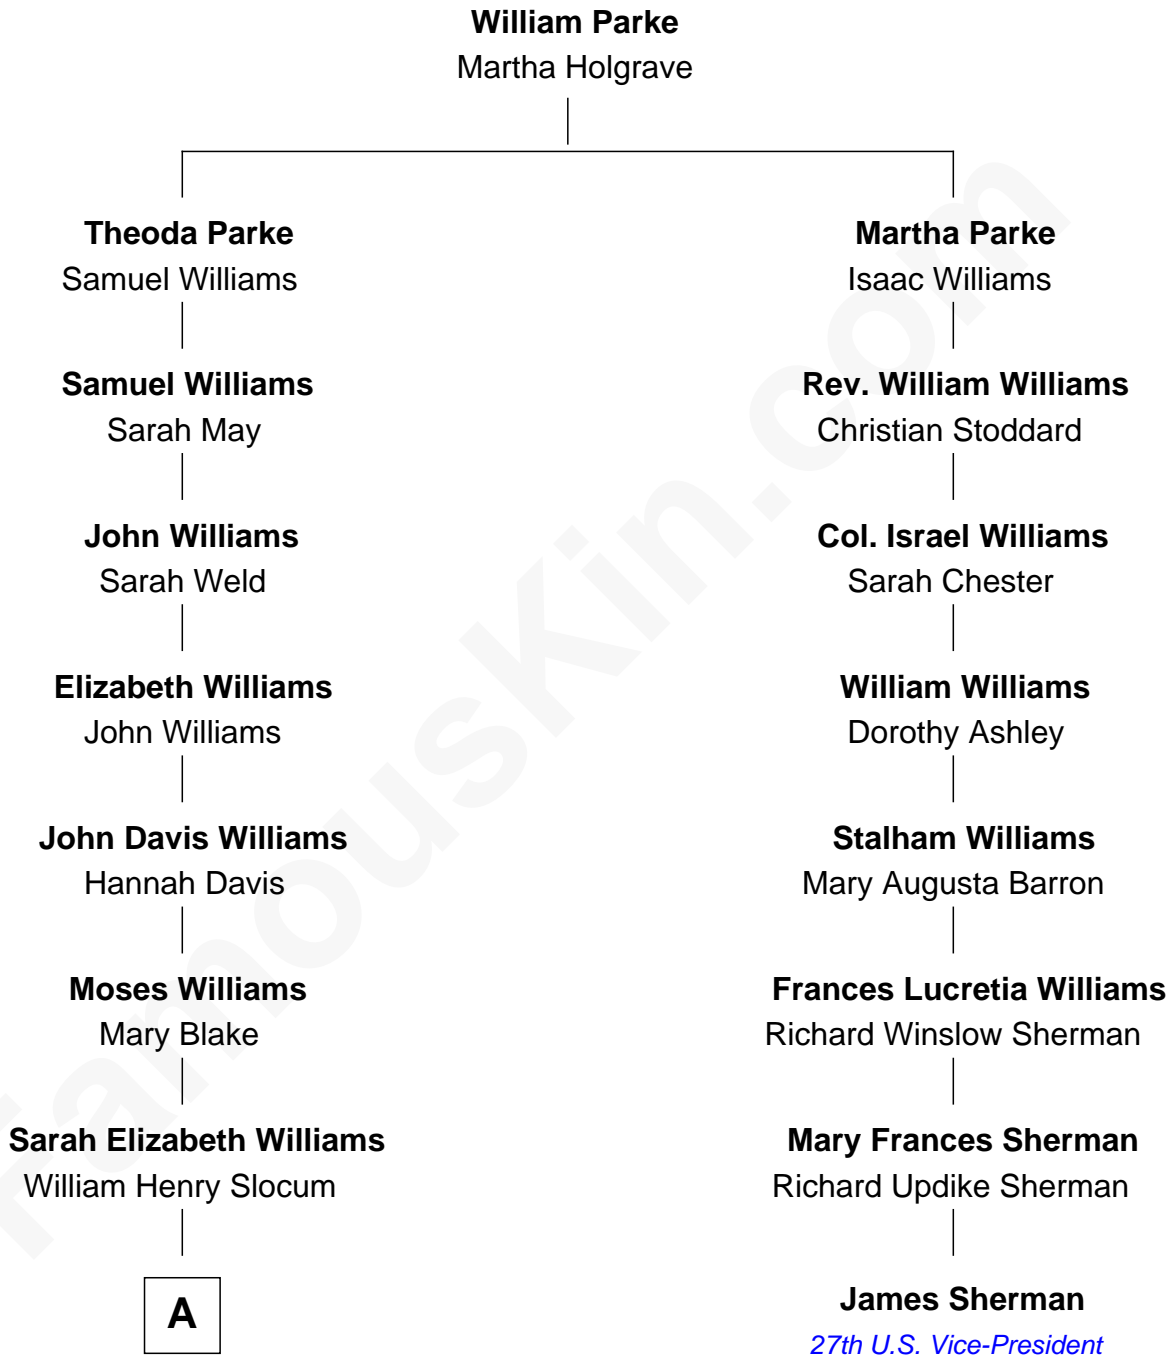 William Parke
Martha Holgrave
Theoda Parke
Samuel Williams
Martha Parke
Isaac Williams
Samuel Williams
Sarah May
Rev. William Williams
Christian Stoddard
John Williams
Sarah Weld
Col. Israel Williams
Sarah Chester
Elizabeth Williams
John Williams
William Williams
Dorothy Ashley
John Davis Williams
Hannah Davis
Stalham Williams
Mary Augusta Barron
Moses Williams
Mary Blake
Frances Lucretia Williams
Richard Winslow Sherman
Sarah Elizabeth Williams
William Henry Slocum
Mary Frances Sherman
Richard Updike Sherman
A
James Sherman
27th U.S. Vice-President
FamousKin.com